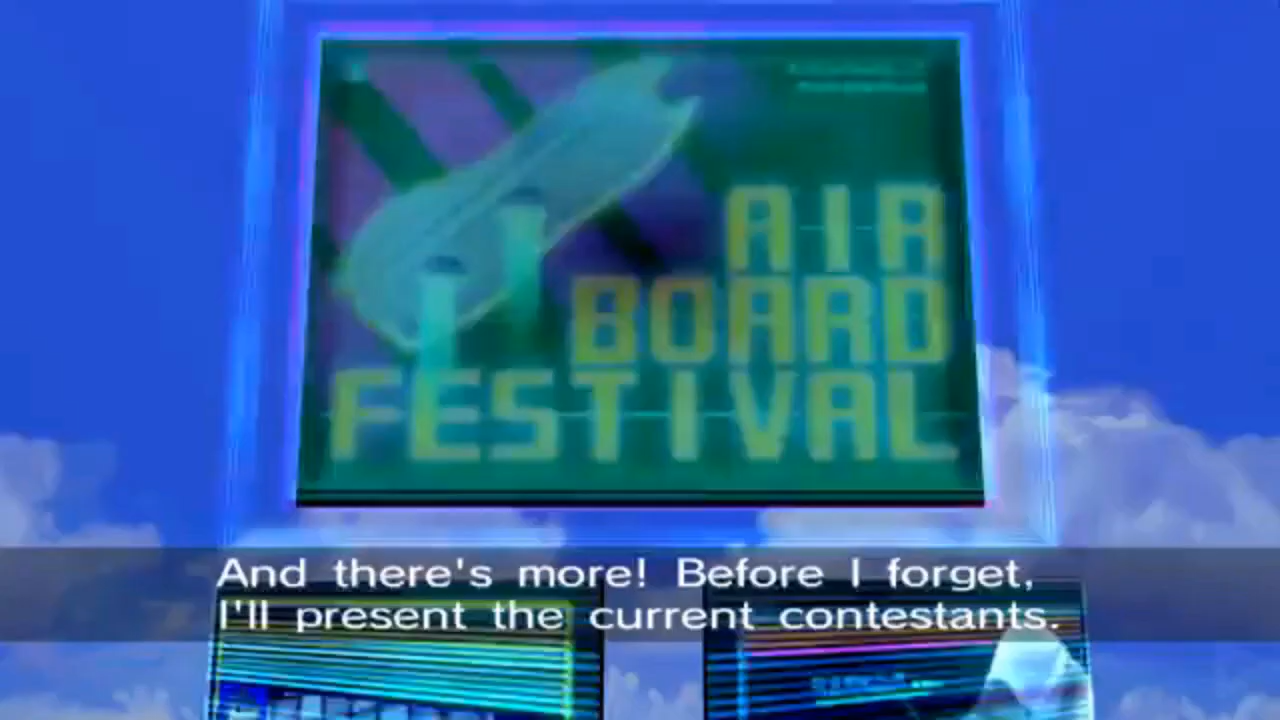 AIR
BOARD
FESTIVAL
And there's more! Before I forget,
I'll present the current contestants.